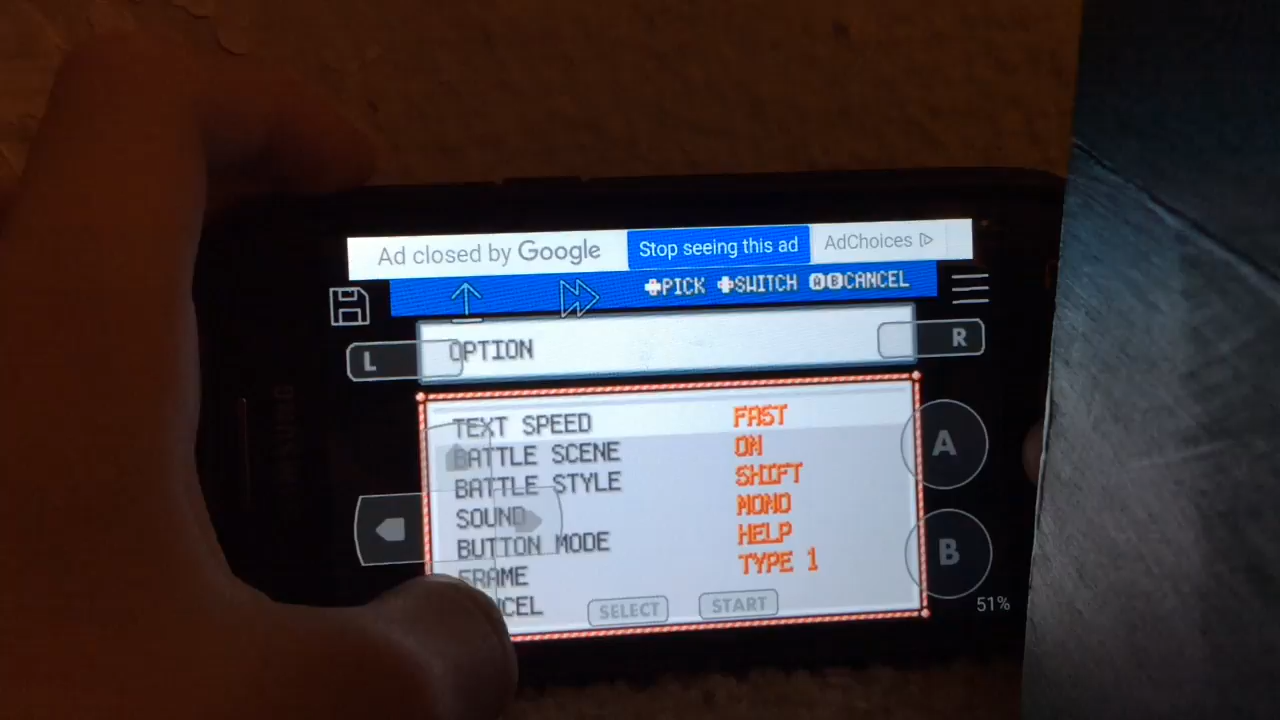 Ad closed by Google Stop seeing this ad AdChoices
PICK SWITCH A B CANCEL
L OPTION R
TEXT SPEED FAST
BATTLE SCENE ON
BATTLE STYLE SHIFT
SOUND MONO
BUTTON MODE HELP
FRAME TYPE 1
SELECT START
A
B
51%